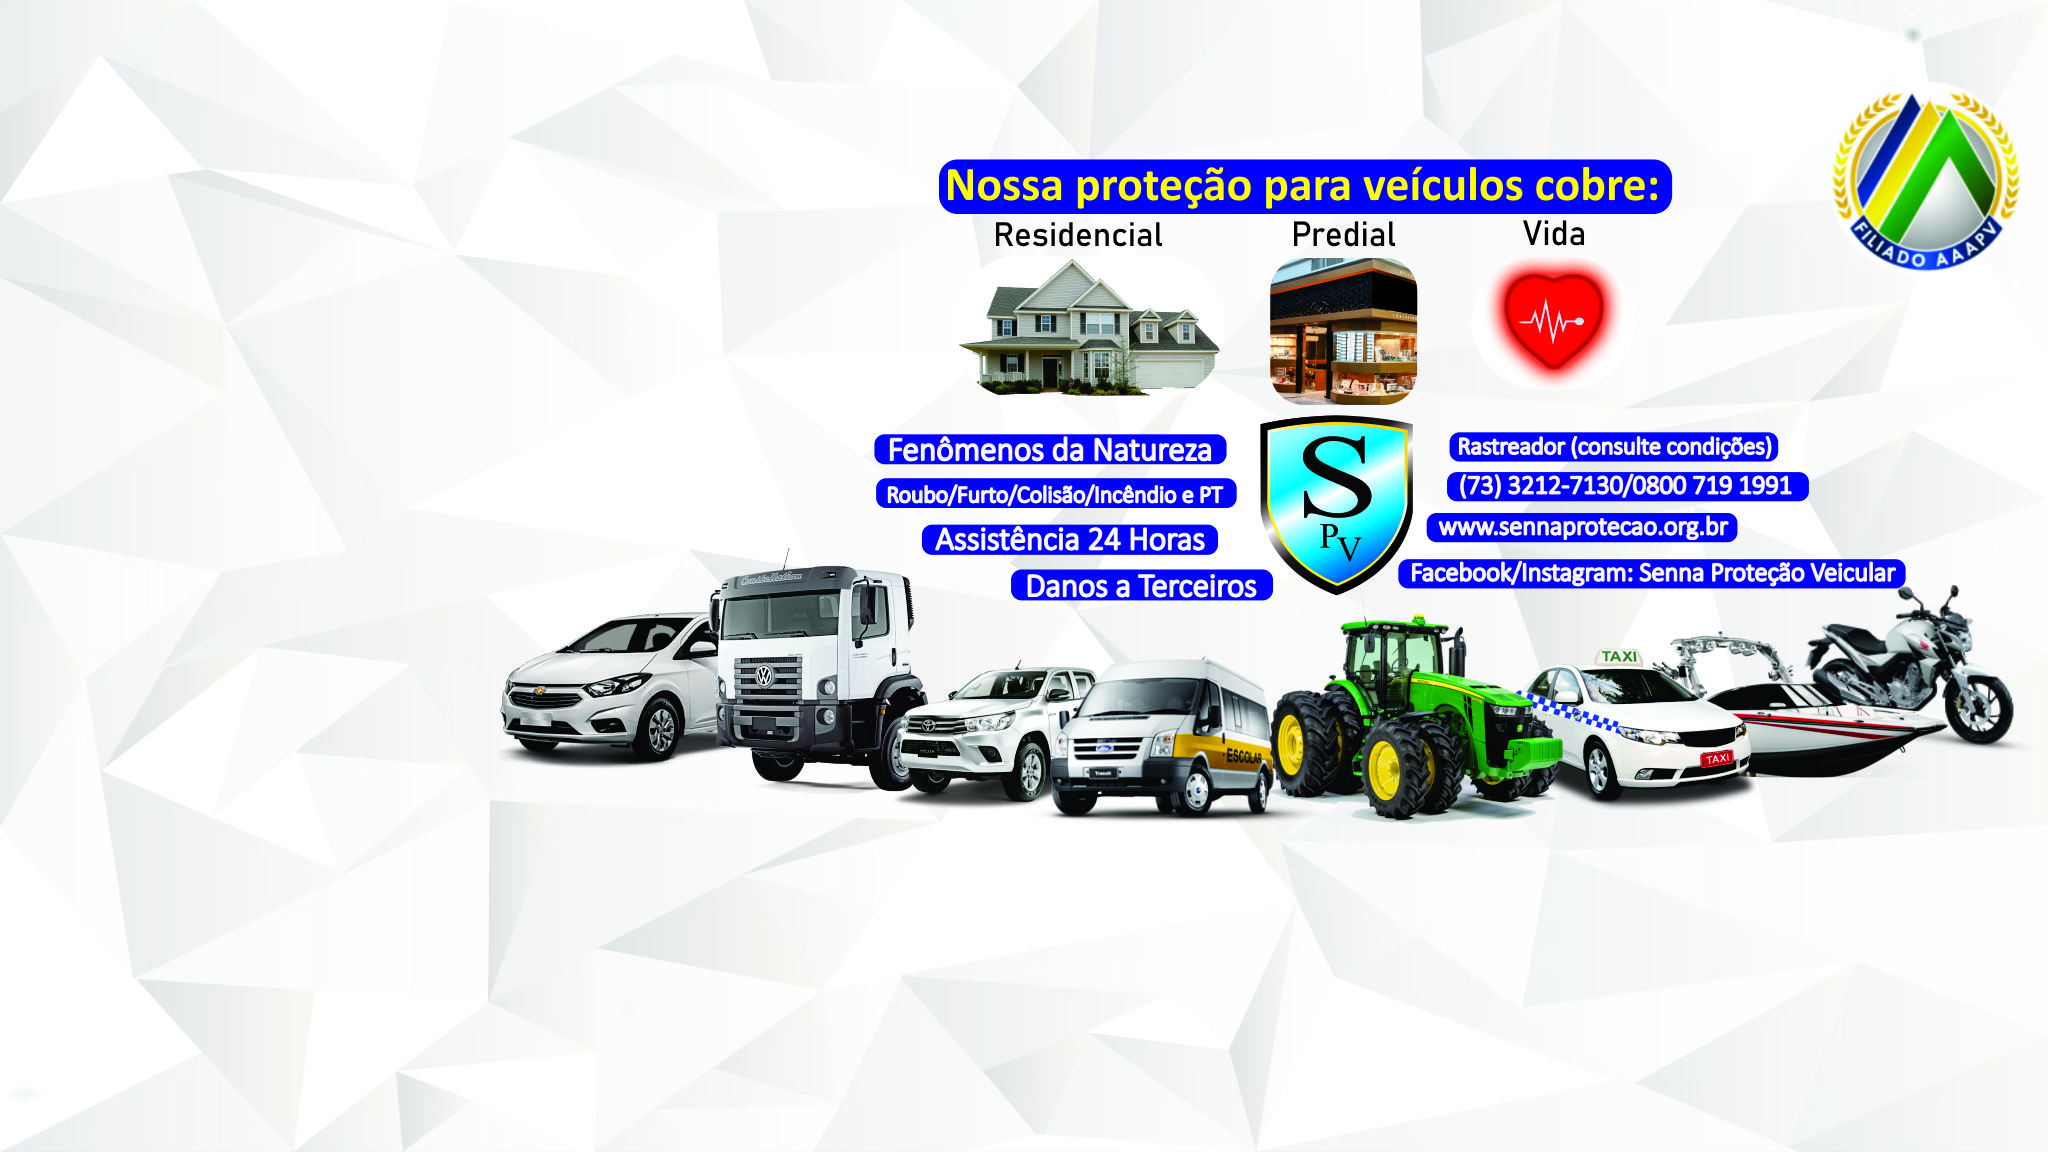 Nossa proteção para veículos cobre:
Residencial
Predial
Vida
FILIADO AAAPV
Fenômenos da Natureza
Roubo/Furto/Colisão/Incêndio e PT
Assistência 24 Horas
Danos a Terceiros
S
PV
Rastreador (consulte condições)
(73) 3212-7130/0800 719 1991
www.sennaprotecao.org.br
Facebook/Instagram: Senna Proteção Veicular
Constellation
ESCOLAR
Transit
TAXI
TAXI